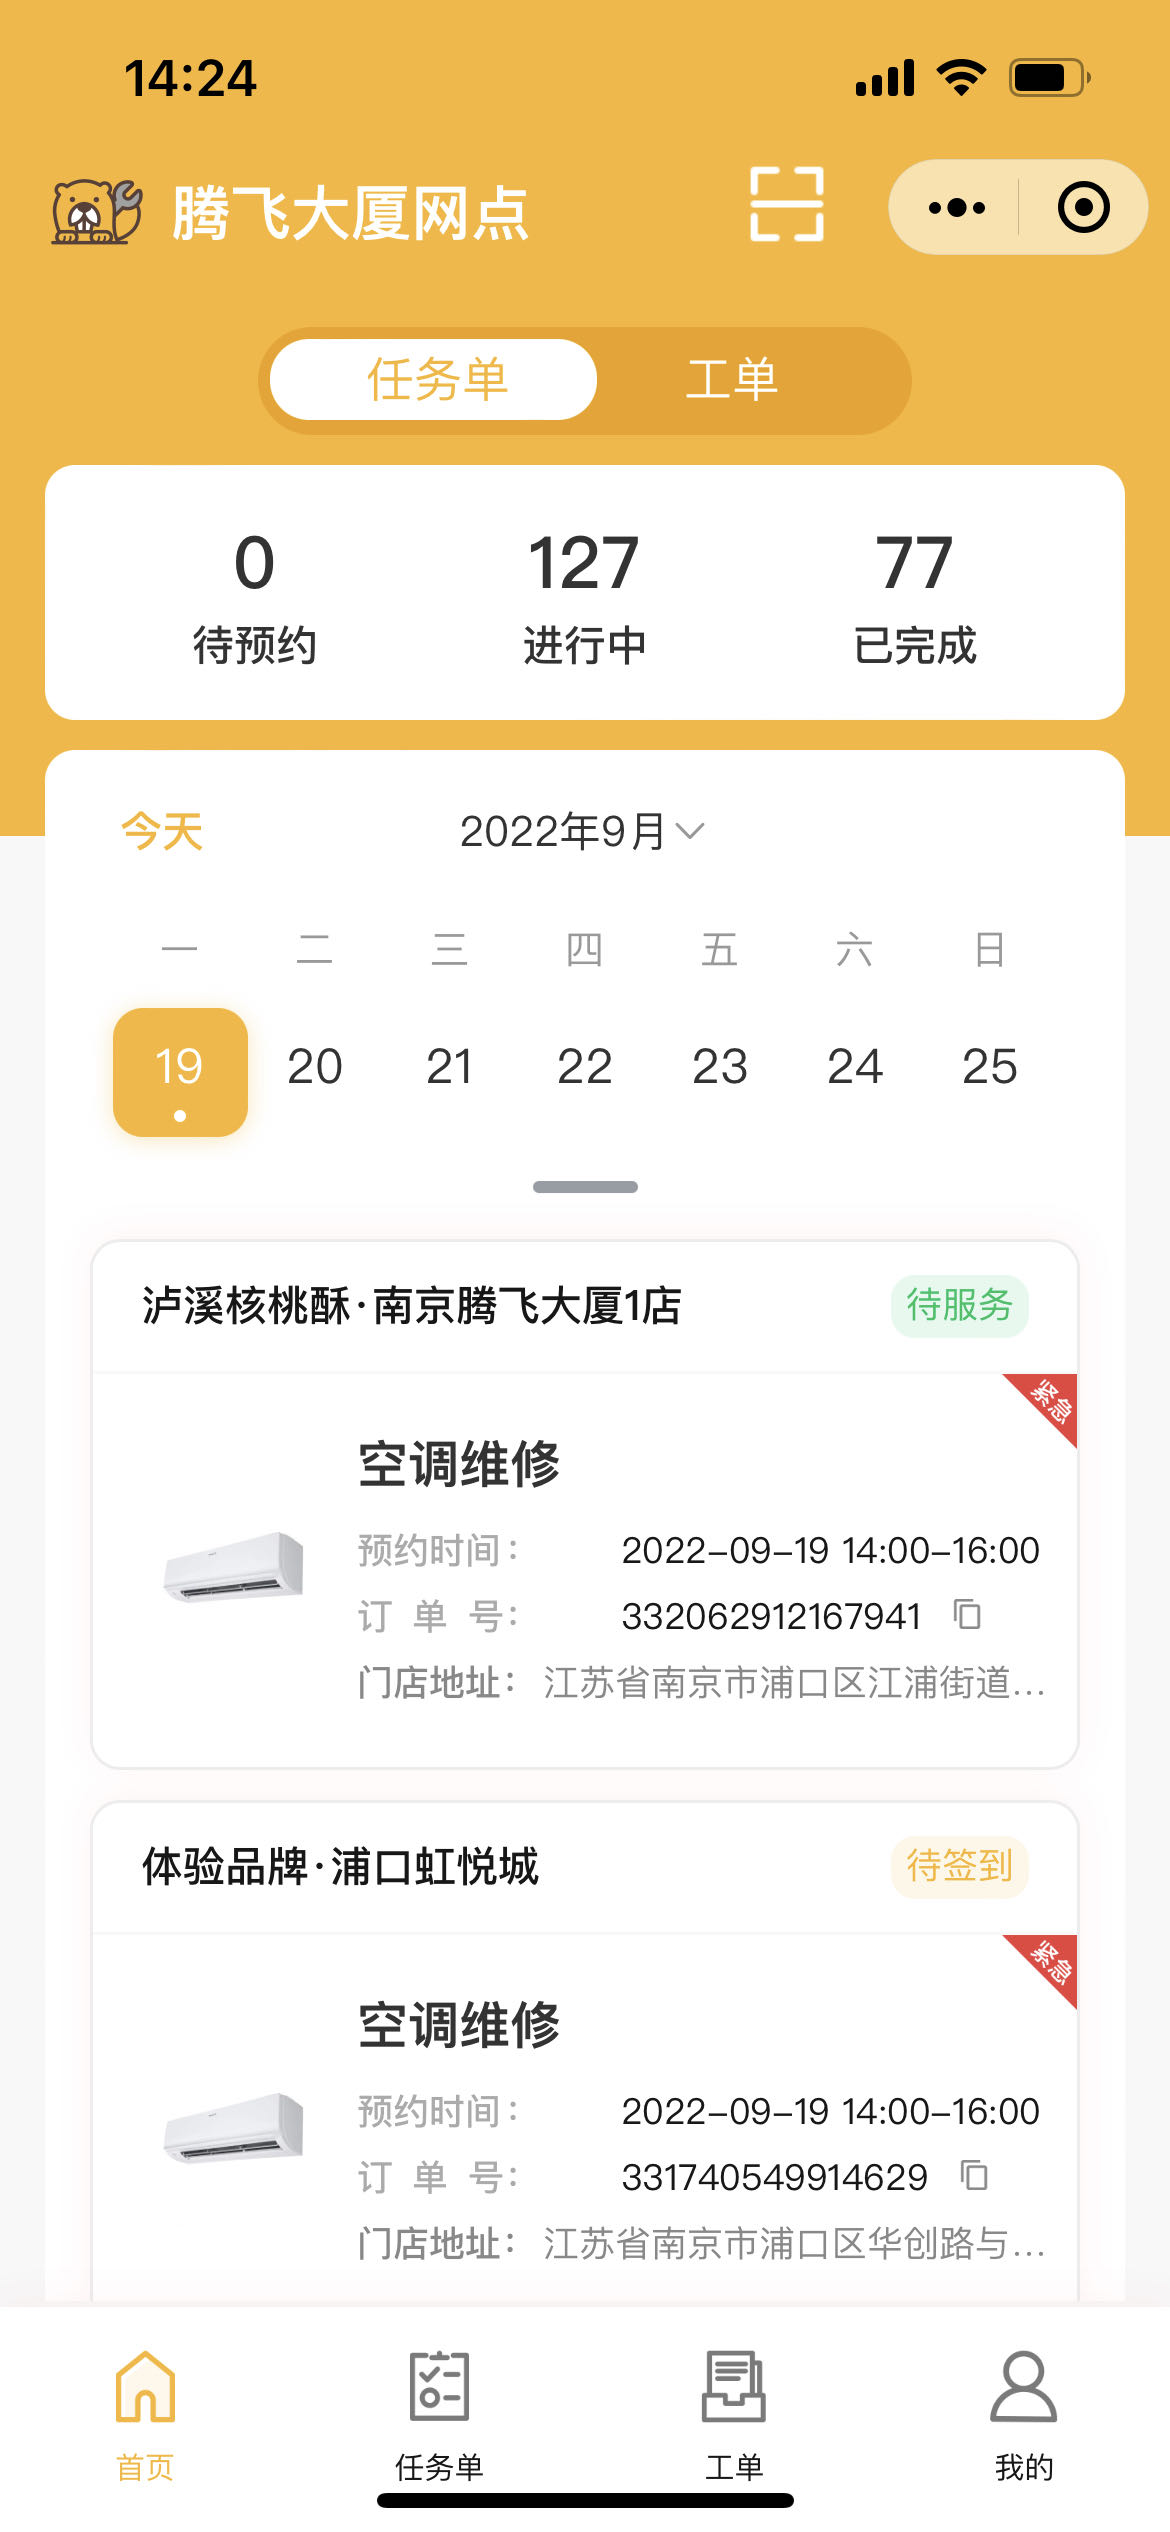 14:24
腾飞大厦网点
任务单 工单
0 127 77
待预约 进行中 已完成
今天 2022年9月
一 二 三 四 五 六 日
19 20 21 22 23 24 25
泸溪核桃酥·南京腾飞大厦1店 待服务
紧急
空调维修
预约时间： 2022-09-19 14:00-16:00
订 单 号： 332062912167941
门店地址： 江苏省南京市浦口区江浦街道...
体验品牌·浦口虹悦城 待签到
紧急
空调维修
预约时间： 2022-09-19 14:00-16:00
订 单 号： 331740549914629
门店地址： 江苏省南京市浦口区华创路与...
首页 任务单 工单 我的